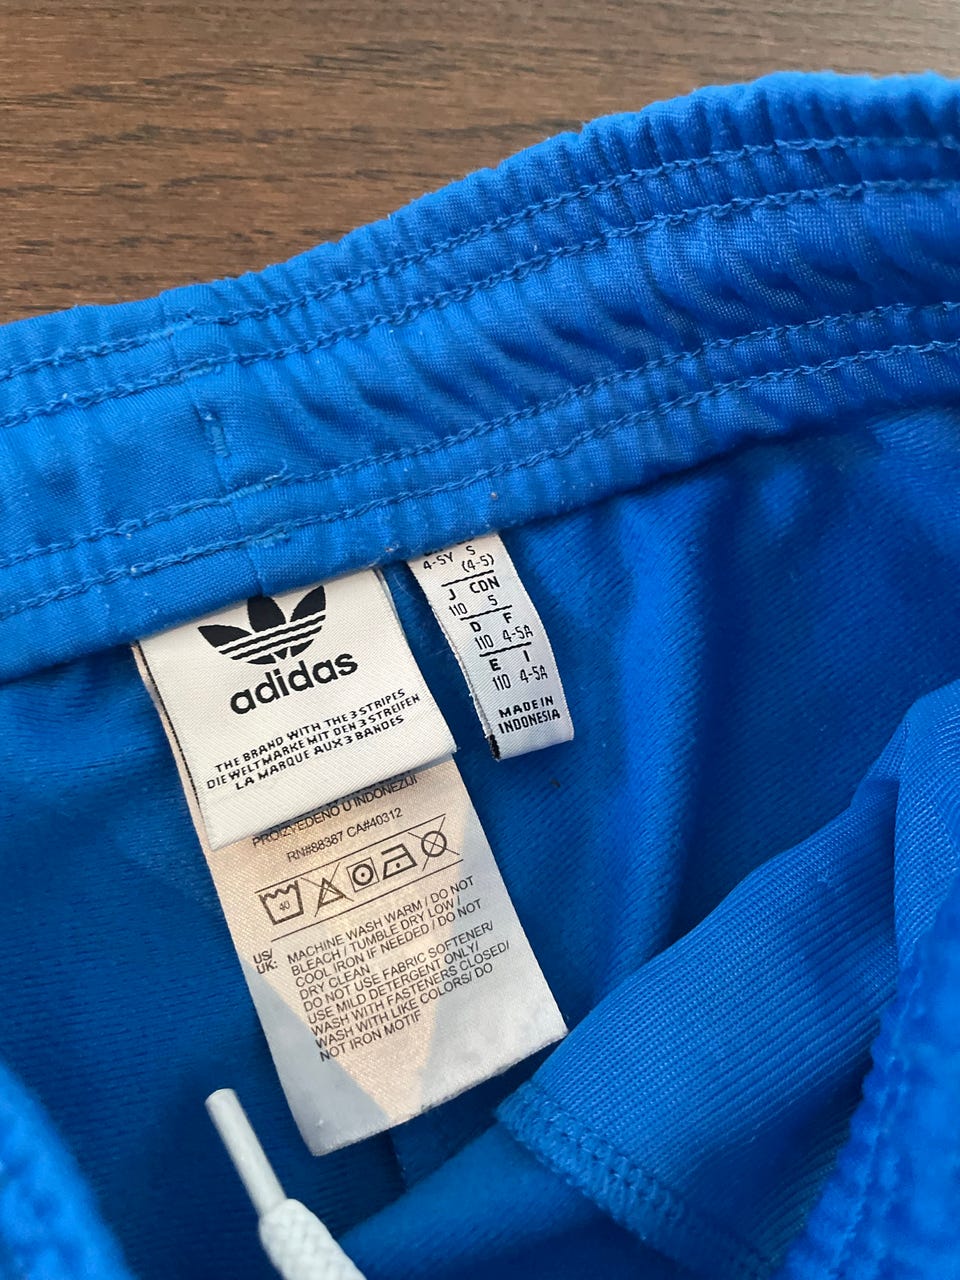 adidas
THE BRAND WITH THE 3 STRIPES
DIE WELTMARKE MIT DEN 3 STREIFEN
LA MARQUE AUX 3 BANDES
4-5Y S
(4-5)
J CDN
110 5
D F
110 4-5A
E I
110 4-5A
MADE IN
INDONESIA
PROIZVEDENO U INDONEZIJI
RN#88387 CA#40312
40
US/
UK:
MACHINE WASH WARM / DO NOT
BLEACH / TUMBLE DRY LOW /
COOL IRON IF NEEDED / DO NOT
DRY CLEAN
DO NOT USE FABRIC SOFTENER/
USE MILD DETERGENT ONLY/
WASH WITH FASTENERS CLOSED/
WASH WITH LIKE COLORS/ DO
NOT IRON MOTIF